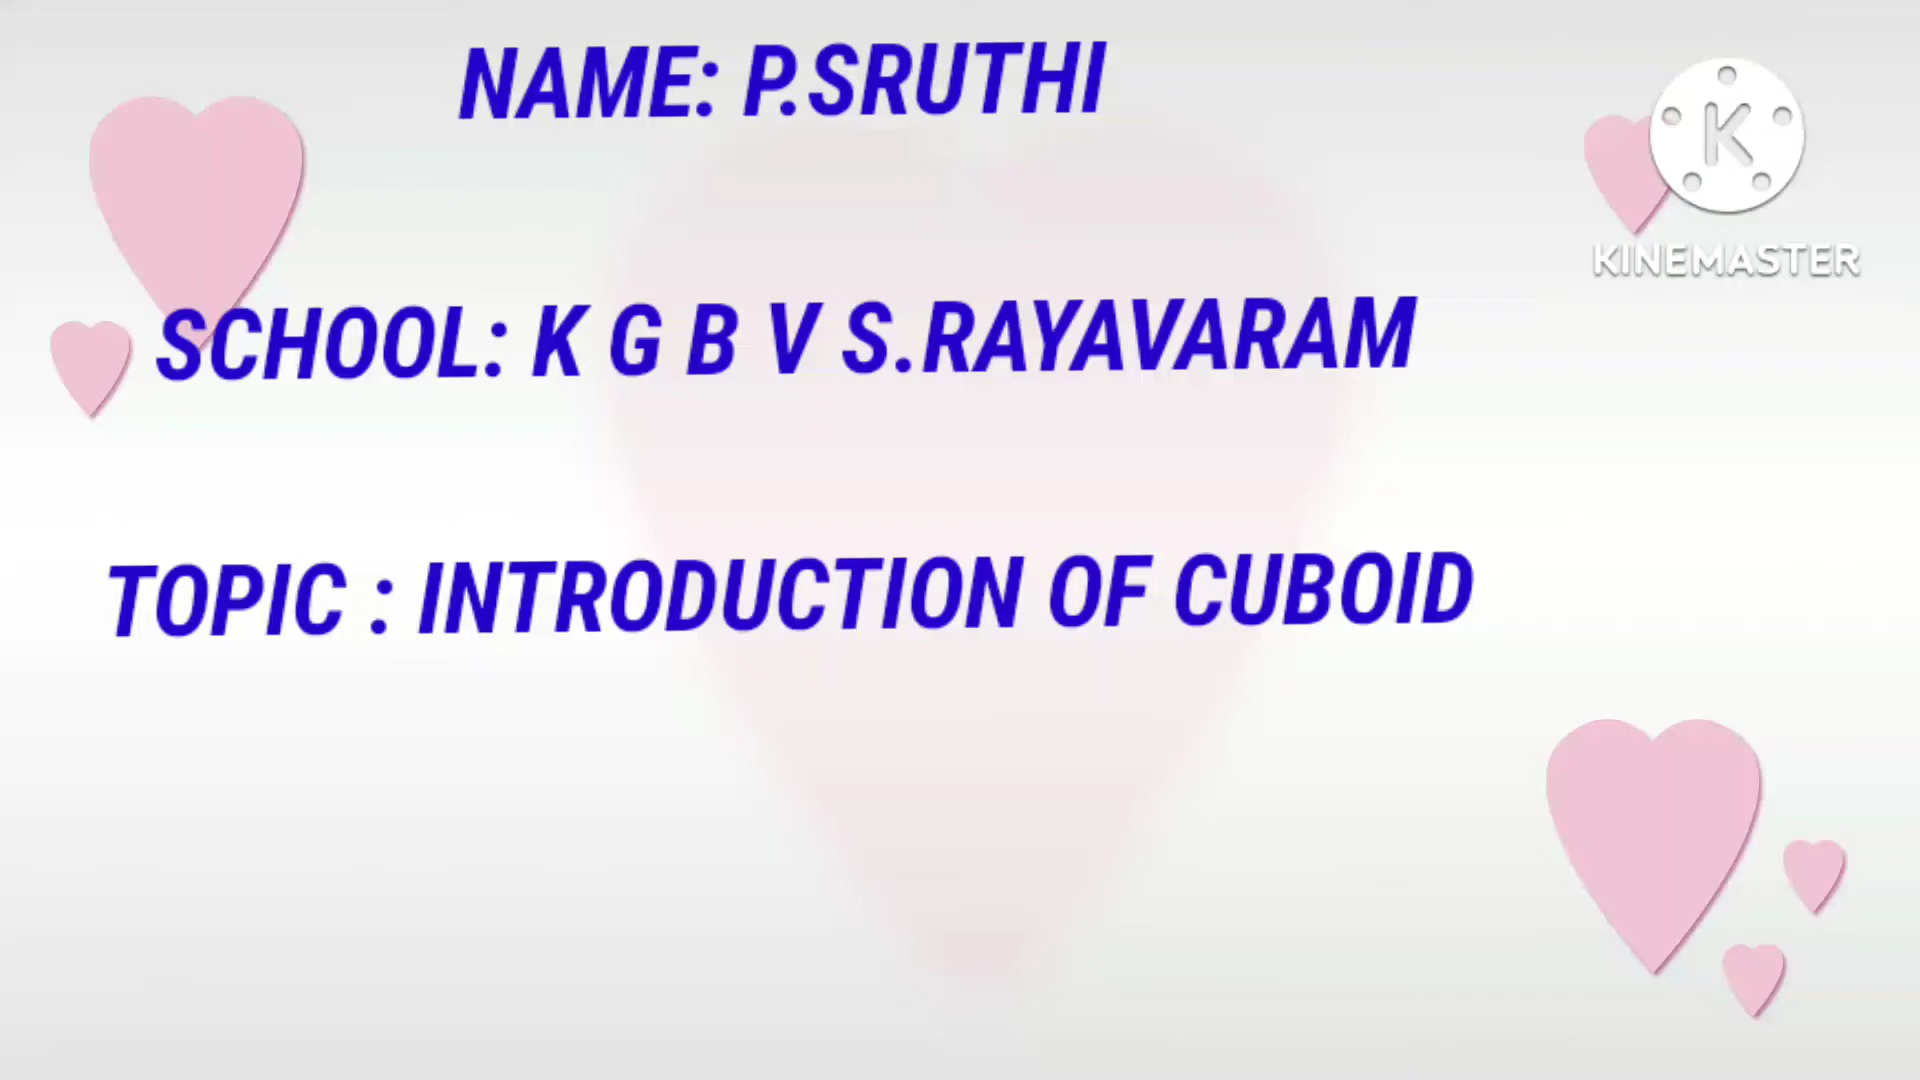 NAME: P.SRUTHI
K
KINEMASTER
SCHOOL: K G B V S.RAYAVARAM
TOPIC : INTRODUCTION OF CUBOID